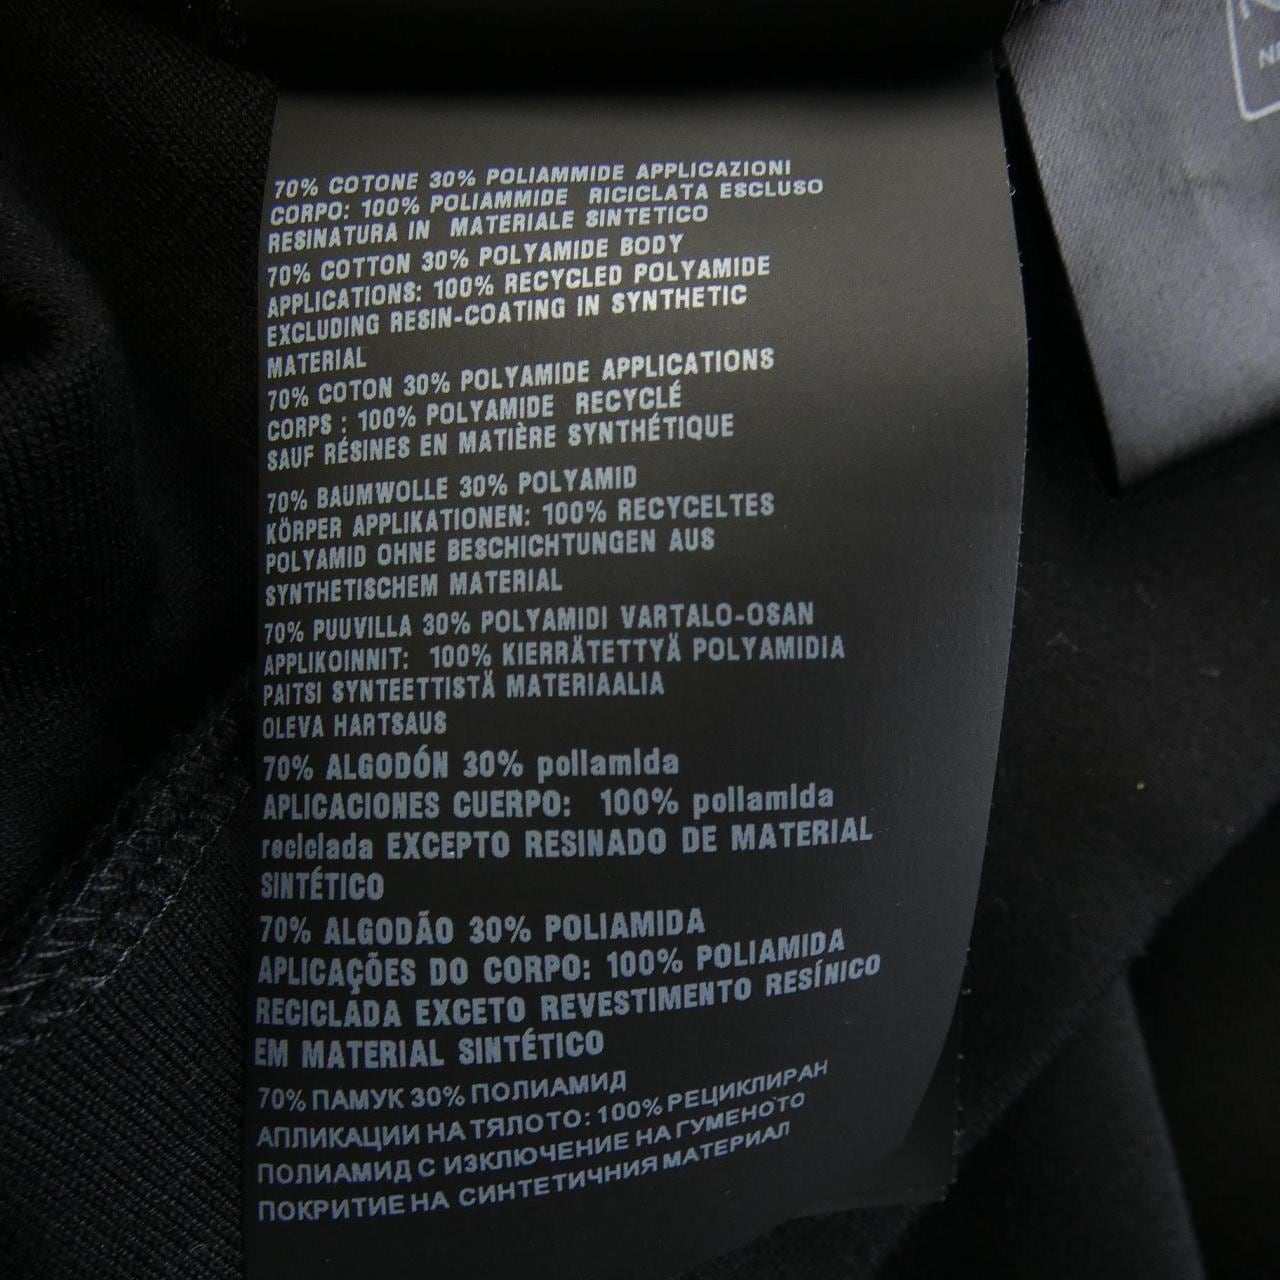 70% COTONE 30% POLIAMMIDE APPLICAZIONI
CORPO: 100% POLIAMMIDE RICICLATA ESCLUSO
RESINATURA IN MATERIALE SINTETICO
70% COTTON 30% POLYAMIDE BODY
APPLICATIONS: 100% RECYCLED POLYAMIDE
EXCLUDING RESIN-COATING IN SYNTHETIC
MATERIAL
70% COTON 30% POLYAMIDE APPLICATIONS
CORPS : 100% POLYAMIDE RECYCLÉ
SAUF RÉSINES EN MATIÈRE SYNTHÉTIQUE
70% BAUMWOLLE 30% POLYAMID
KÖRPER APPLIKATIONEN: 100% RECYCELTES
POLYAMID OHNE BESCHICHTUNGEN AUS
SYNTHETISCHEM MATERIAL
70% PUUVILLA 30% POLYAMIDI VARTALO-OSAN
APPLIKOINNIT: 100% KIERRÄTETTYÄ POLYAMIDIA
PAITSI SYNTEETTISTÄ MATERIAALIA
OLEVA HARTSAUS
70% ALGODÓN 30% poliamida
APLICACIONES CUERPO: 100% poliamida
reciclada EXCEPTO RESINADO DE MATERIAL
SINTÉTICO
70% ALGODÃO 30% POLIAMIDA
APLICAÇÕES DO CORPO: 100% POLIAMIDA
RECICLADA EXCETO REVESTIMENTO RESÍNICO
EM MATERIAL SINTÉTICO
70% ПАМУК 30% ПОЛИАМИД
АПЛИКАЦИИ НА ТЯЛОТО: 100% РЕЦИКЛИРАН
ПОЛИАМИД С ИЗКЛЮЧЕНИЕ НА ГУМЕНОТО
ПОКРИТИЕ НА СИНТЕТИЧНИЯ МАТЕРИАЛ